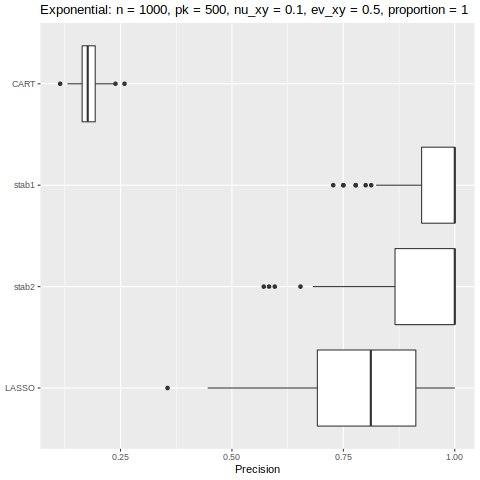 Exponential: n = 1000, pk = 500, nu_xy = 0.1, ev_xy = 0.5, proportion = 1
CART
stab1
stab2
LASSO
0.25 0.50 0.75 1.00
Precision